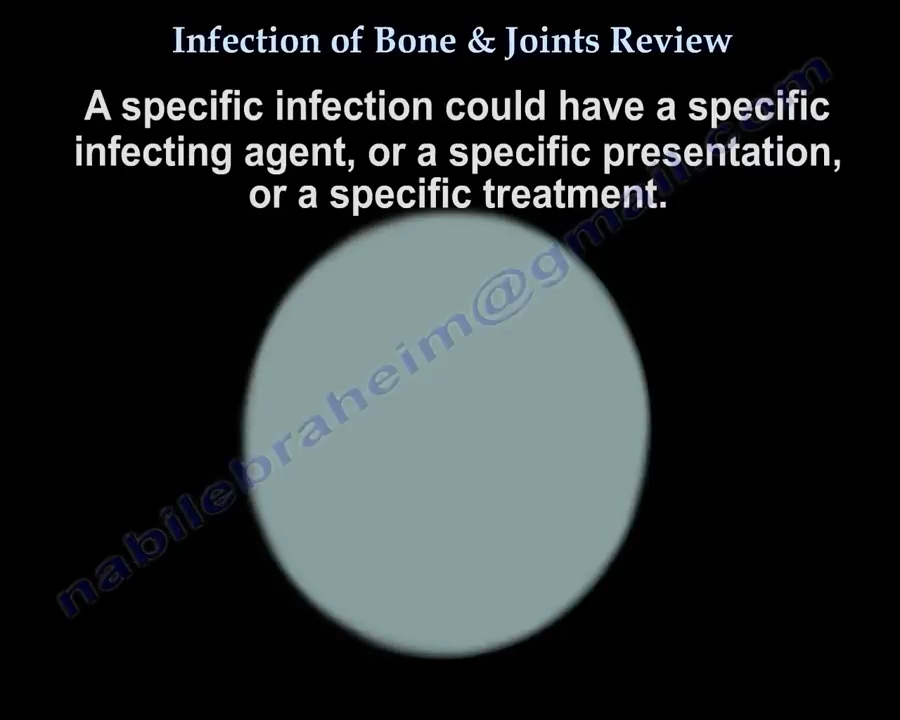 Infection of Bone & Joints Review
A specific infection could have a specific
infecting agent, or a specific presentation,
or a specific treatment.
nabilebraheim@gmail.com